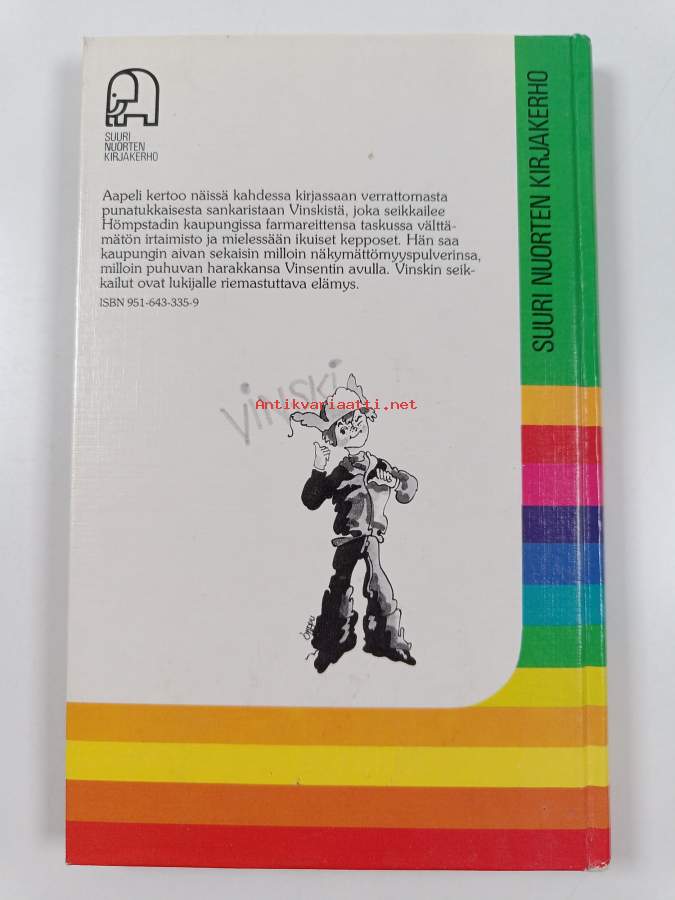 SUURI
NUORTEN
KIRJAKERHO
Aapeli kertoo näissä kahdessa kirjassaan verrattomasta
punatukkaisesta sankaristaan Vinskistä, joka seikkailee
Hömpstadin kaupungissa farmareittensa taskussa välttä-
mätön irtaimisto ja mielessään ikuiset kepposet. Hän saa
kaupungin aivan sekaisin milloin näkymättömyyspulverinsa,
milloin puhuvan harakkansa Vinsentin avulla. Vinskin seik-
kailut ovat lukijalle riemastuttava elämys.
ISBN 951-643-335-9
VINSKI
Antikvariaatti.net
SUURI NUORTEN KIRJAKERHO